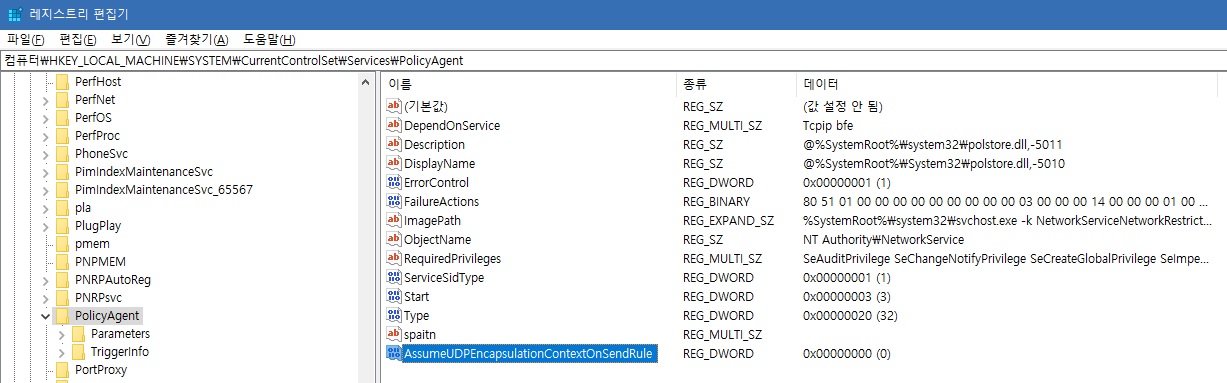 레지스트리 편집기
파일(F) 편집(E) 보기(V) 즐겨찾기(A) 도움말(H)
컴퓨터₩HKEY_LOCAL_MACHINE₩SYSTEM₩CurrentControlSet₩Services₩PolicyAgent
PerfHost
PerfNet
PerfOS
PerfProc
PhoneSvc
PimIndexMaintenanceSvc
PimIndexMaintenanceSvc_65567
pla
PlugPlay
pmem
PNPMEM
PNRPAutoReg
PNRPsvc
PolicyAgent
Parameters
TriggerInfo
PortProxy
이름 종류 데이터
(기본값) REG_SZ (값 설정 안 됨)
DependOnService REG_MULTI_SZ Tcpip bfe
Description REG_SZ @%SystemRoot%₩system32₩polstore.dll,-5011
DisplayName REG_SZ @%SystemRoot%₩System32₩polstore.dll,-5010
ErrorControl REG_DWORD 0x00000001 (1)
FailureActions REG_BINARY 80 51 01 00 00 00 00 00 00 00 00 00 03 00 00 00 14 00 00 00 01 00 ...
ImagePath REG_EXPAND_SZ %SystemRoot%₩system32₩svchost.exe -k NetworkServiceNetworkRestrict...
ObjectName REG_SZ NT Authority₩NetworkService
RequiredPrivileges REG_MULTI_SZ SeAuditPrivilege SeChangeNotifyPrivilege SeCreateGlobalPrivilege SeImpe...
ServiceSidType REG_DWORD 0x00000001 (1)
Start REG_DWORD 0x00000003 (3)
Type REG_DWORD 0x00000020 (32)
spaitn REG_MULTI_SZ
AssumeUDPEncapsulationContextOnSendRule REG_DWORD 0x00000000 (0)